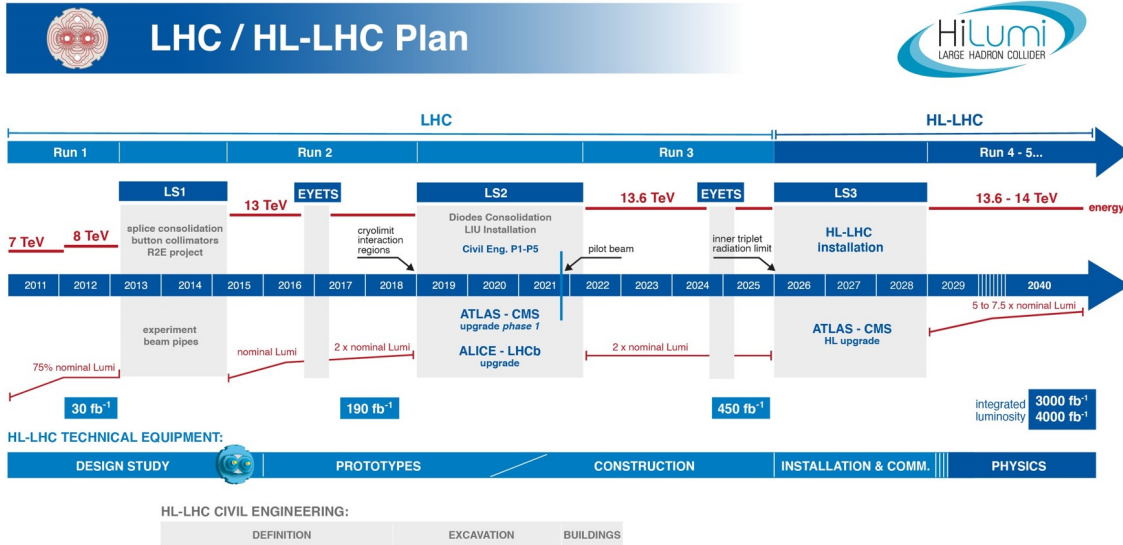 LHC / HL-LHC Plan
HiLumi
LARGE HADRON COLLIDER
LHC
HL-LHC
Run 1
Run 2
Run 3
Run 4 - 5...
LS1
EYETS
LS2
EYETS
LS3
13 TeV
13.6 TeV
13.6 - 14 TeV
energy
7 TeV
8 TeV
splice consolidation
button collimators
R2E project
cryolimit
interaction
regions
Diodes Consolidation
LIU Installation
Civil Eng. P1-P5
pilot beam
inner triplet
radiation limit
HL-LHC
installation
2011
2012
2013
2014
2015
2016
2017
2018
2019
2020
2021
2022
2023
2024
2025
2026
2027
2028
2029
2040
5 to 7.5 x nominal Lumi
experiment
beam pipes
ATLAS - CMS
upgrade phase 1
ALICE - LHCb
upgrade
ATLAS - CMS
HL upgrade
75% nominal Lumi
nominal Lumi
2 x nominal Lumi
2 x nominal Lumi
30 fb⁻¹
190 fb⁻¹
450 fb⁻¹
integrated
luminosity
3000 fb⁻¹
4000 fb⁻¹
HL-LHC TECHNICAL EQUIPMENT:
DESIGN STUDY
PROTOTYPES
CONSTRUCTION
INSTALLATION & COMM.
PHYSICS
HL-LHC CIVIL ENGINEERING:
DEFINITION
EXCAVATION
BUILDINGS